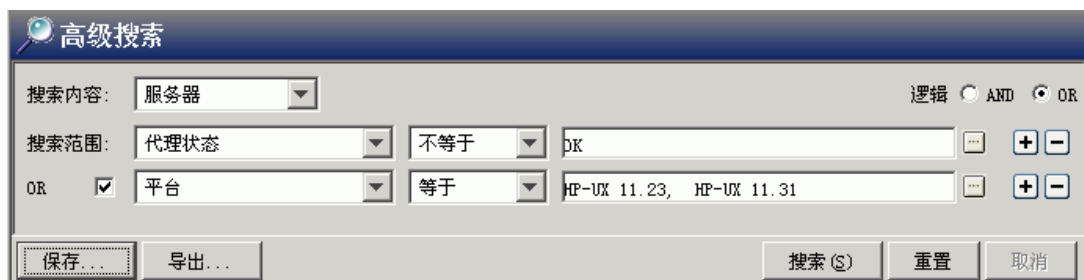 高级搜索
搜索内容: 服务器 逻辑 AND OR
搜索范围: 代理状态 不等于 OK
OR 平台 等于 HP-UX 11.23, HP-UX 11.31
保存... 导出... 搜索(S) 重置 取消